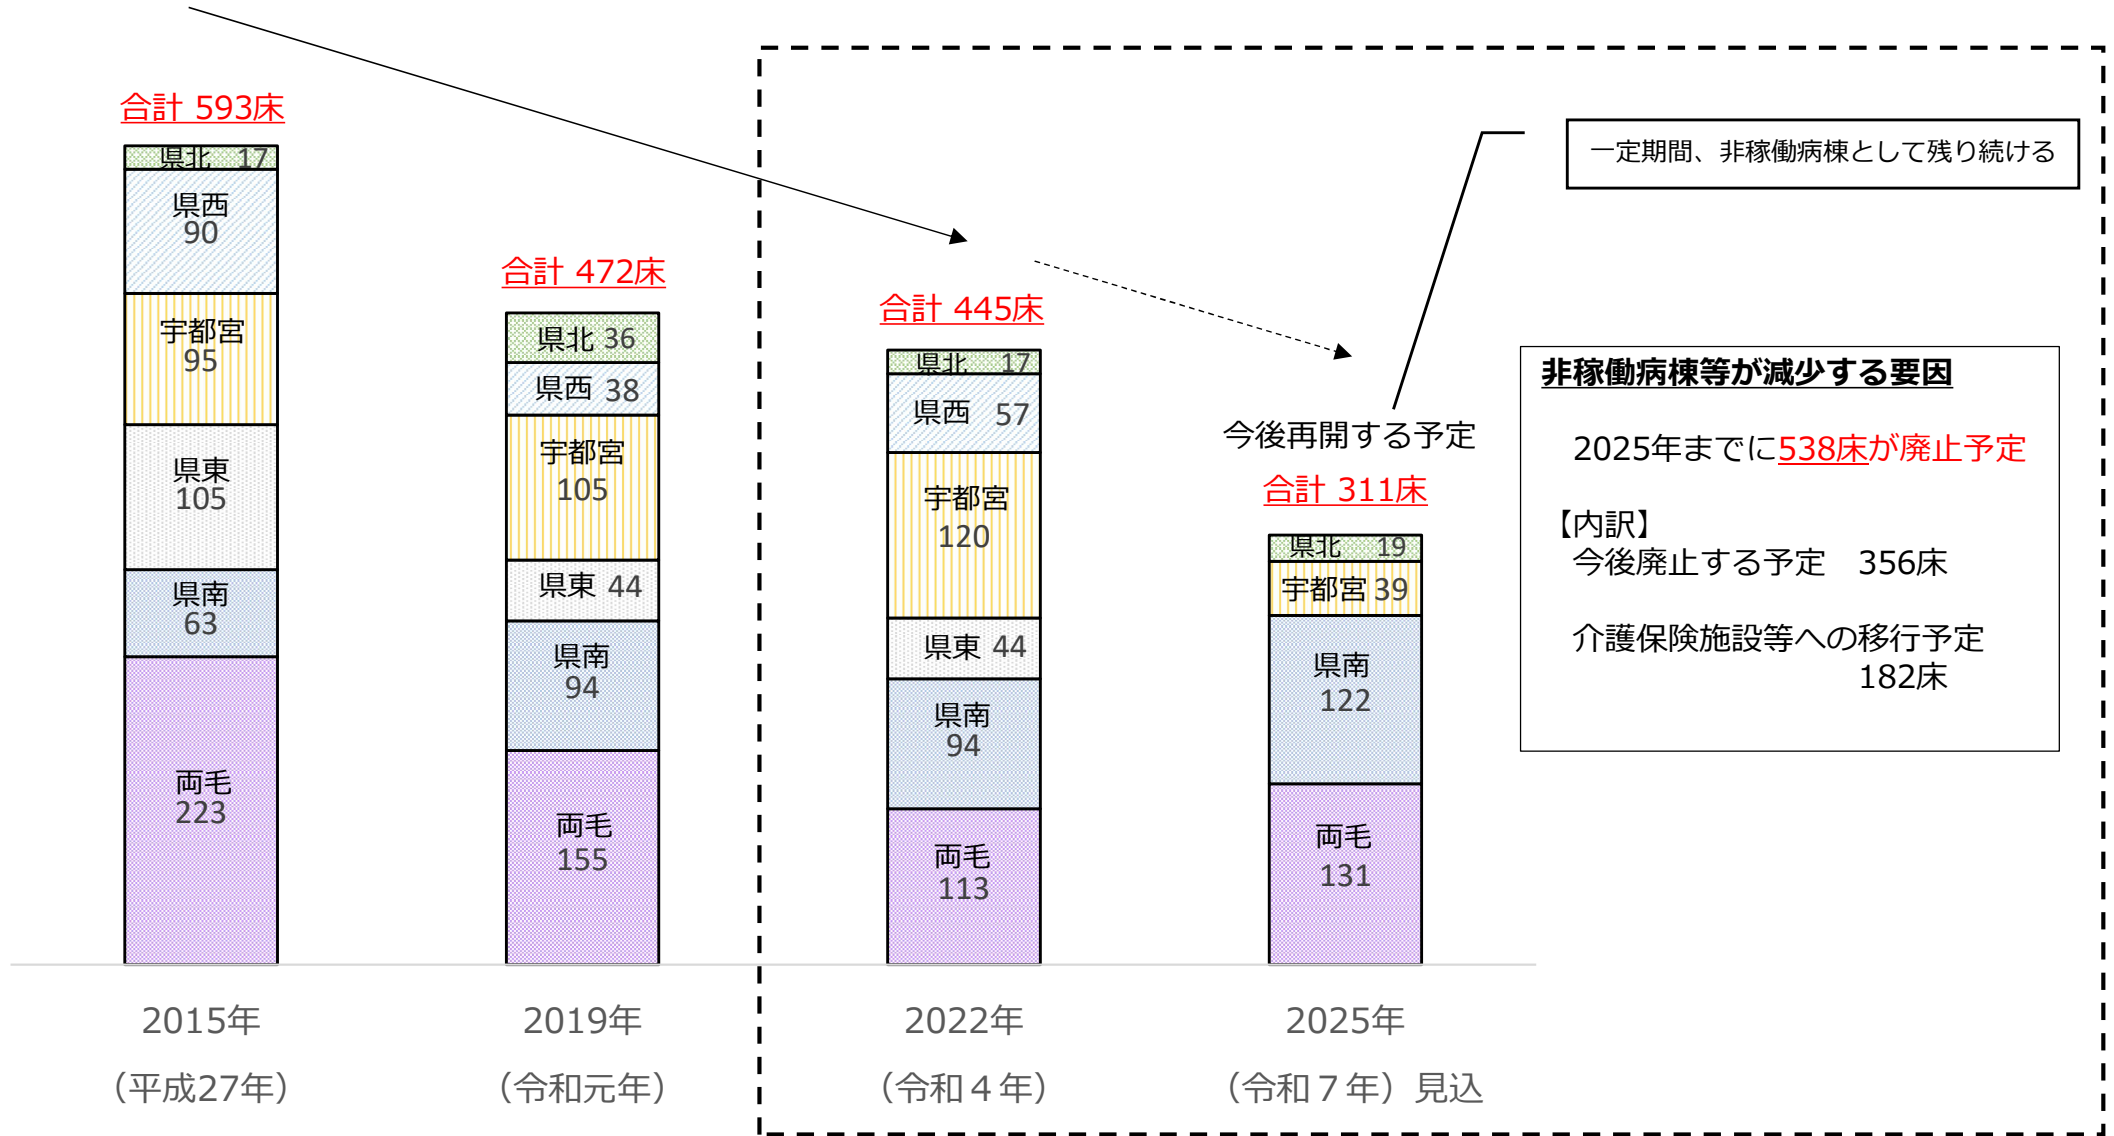 合計 593床
県北 17
県西
90
宇都宮
95
県東
105
県南
63
両毛
223
2015年
（平成27年）
合計 472床
県北 36
県西 38
宇都宮
105
県東 44
県南
94
両毛
155
2019年
（令和元年）
合計 445床
県北 17
県西 57
宇都宮
120
県東 44
県南
94
両毛
113
2022年
（令和４年）
今後再開する予定
合計 311床
県北 19
宇都宮 39
県南
122
両毛
131
2025年
（令和７年）見込
一定期間、非稼働病棟として残り続ける
非稼働病棟等が減少する要因
2025年までに538床が廃止予定
【内訳】
今後廃止する予定　356床
介護保険施設等への移行予定
182床